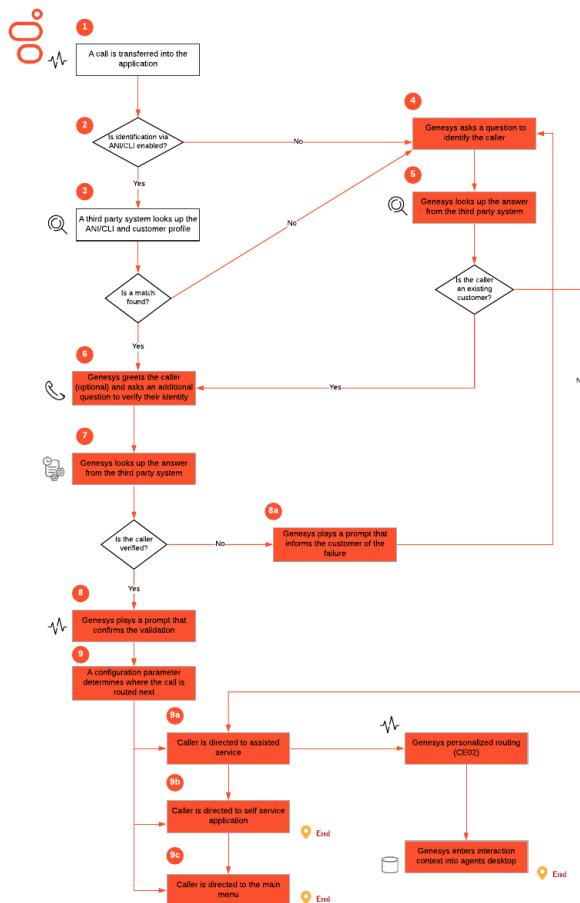 1
A call is transferred into the
application
2
Is identification via
ANI/CLI enabled?
No
Yes
3
A third party system looks up the
ANI/CLI and customer profile
No
Is a match
found?
Yes
4
Genesys asks a question to
identify the caller
5
Genesys looks up the answer
from the third party system
Is the caller
an existing
customer?
N
Yes
6
Genesys greets the caller
(optional) and asks an additional
question to verify their identity
7
Genesys looks up the answer
from the third party system
Is the caller
verified?
No
8a
Genesys plays a prompt that
informs the customer of the
failure
Yes
8
Genesys plays a prompt that
confirms the validation
9
A configuration parameter
determines where the call is
routed next
9a
Caller is directed to assisted
service
Genesys personalized routing
(CE02)
9b
Caller is directed to self service
application
End
Genesys enters interaction
context into agents desktop
End
9c
Caller is directed to the main
menu
End